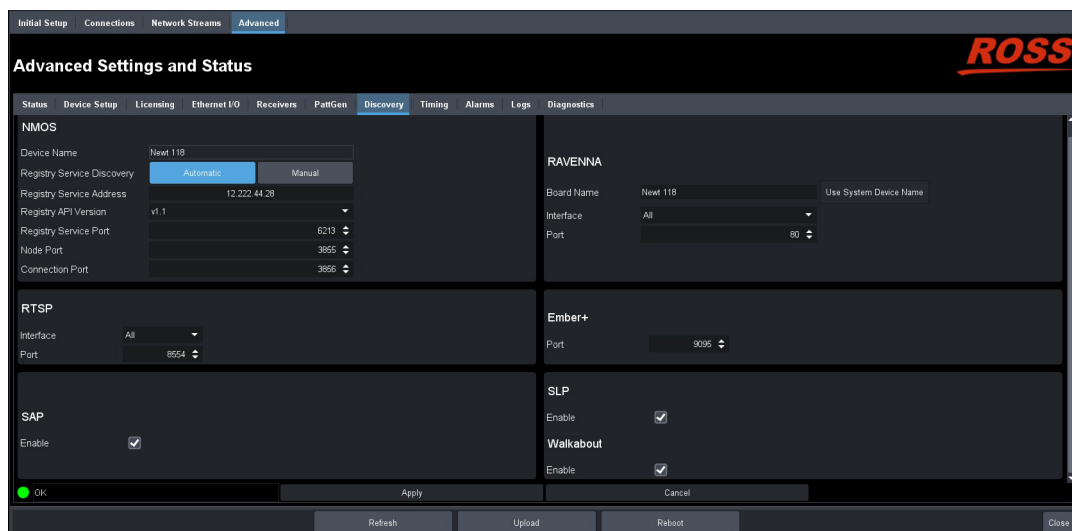 Initial Setup Connections Network Streams Advanced
ROSS
Advanced Settings and Status
Status Device Setup Licensing Ethernet I/O Receivers PattGen Discovery Timing Alarms Logs Diagnostics
NMOS
Device Name Newt 118
Registry Service Discovery Automatic Manual
Registry Service Address 12.222.44.28
Registry API Version v1.1
Registry Service Port 6213
Node Port 3855
Connection Port 3856
RAVENNA
Board Name Newt 118 Use System Device Name
Interface All
Port 80
RTSP
Interface All
Port 8554
Ember+
Port 9095
SAP
Enable
SLP
Enable
Walkabout
Enable
OK Apply Cancel
Refresh Upload Reboot Close